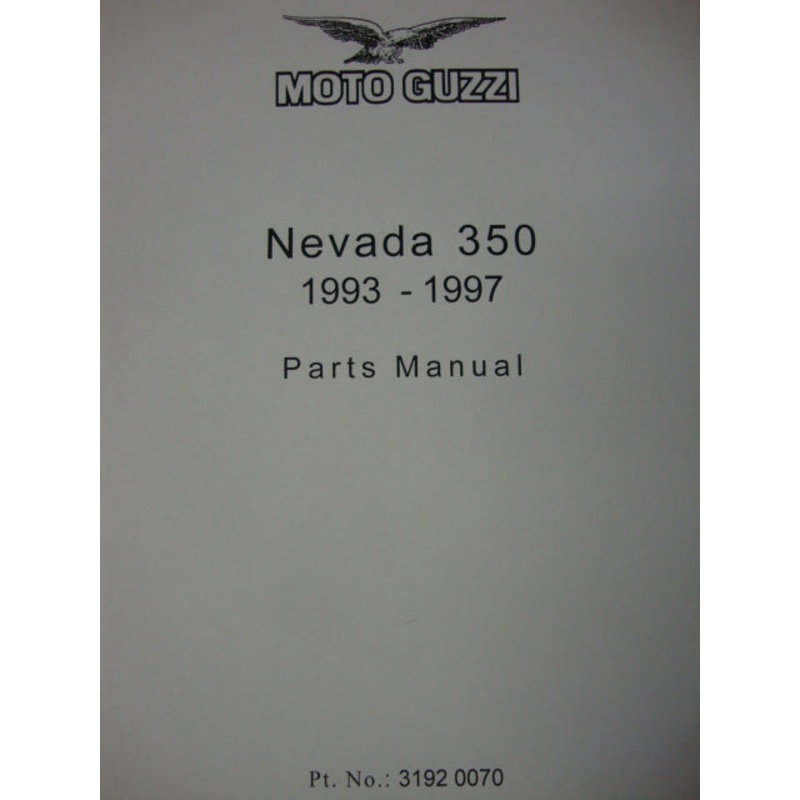 MOTO GUZZI
Nevada 350
1993 - 1997
Parts Manual
Pt. No.: 3192 0070